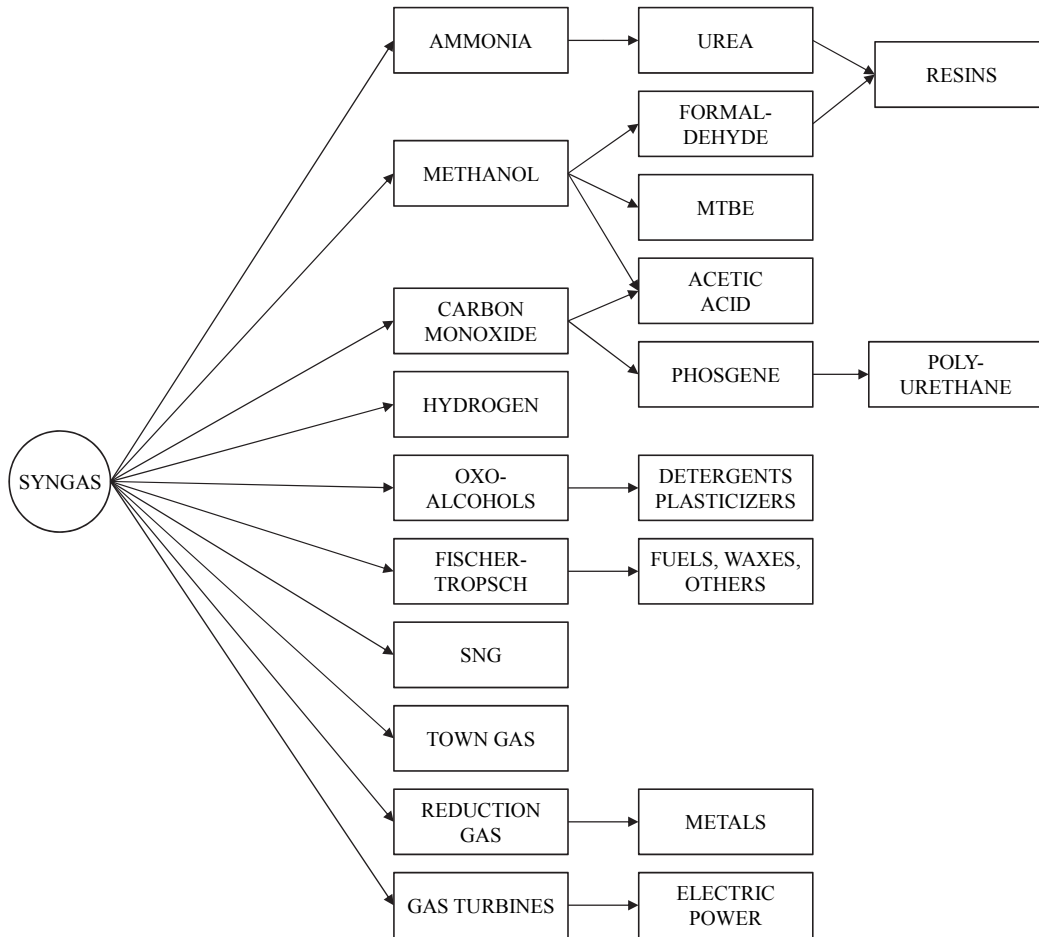 AMMONIA
UREA
RESINS
FORMAL-
DEHYDE
METHANOL
MTBE
ACETIC
ACID
CARBON
MONOXIDE
PHOSGENE
POLY-
URETHANE
HYDROGEN
SYNGAS
OXO-
ALCOHOLS
DETERGENTS
PLASTICIZERS
FISCHER-
TROPSCH
FUELS, WAXES,
OTHERS
SNG
TOWN GAS
REDUCTION
GAS
METALS
GAS TURBINES
ELECTRIC
POWER